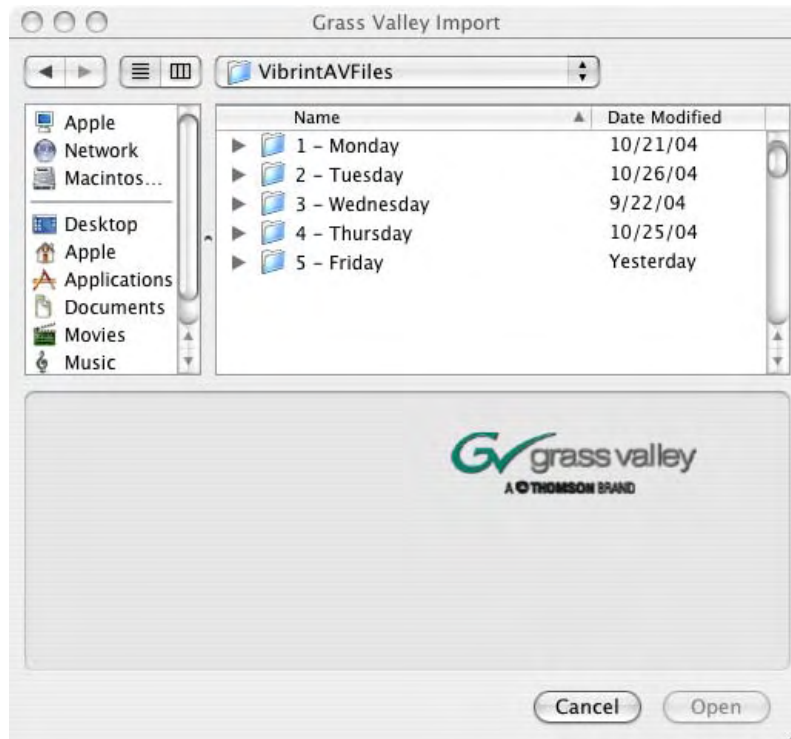 Grass Valley Import
VibrintAVFiles
Apple
Network
Macintos...
Desktop
Apple
Applications
Documents
Movies
Music
Name Date Modified
1 - Monday 10/21/04
2 - Tuesday 10/26/04
3 - Wednesday 9/22/04
4 - Thursday 10/25/04
5 - Friday Yesterday
GV grass valley
A THOMSON BRAND
Cancel Open